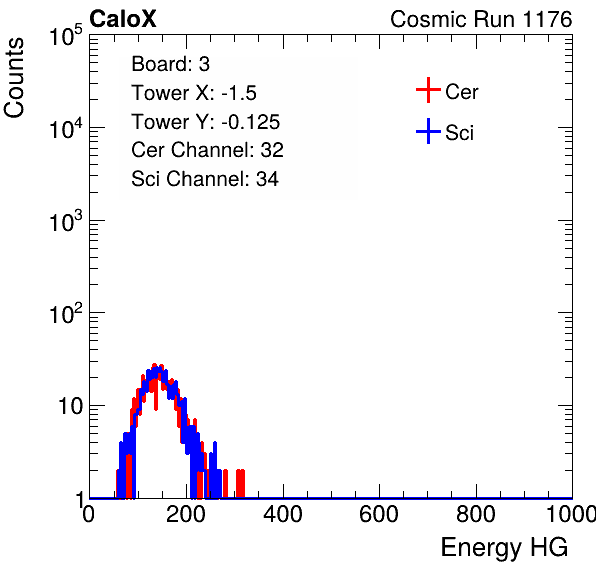 CaloX Cosmic Run 1176
Counts
10^5
10^4
10^3
10^2
10
1
Board: 3
Tower X: -1.5
Tower Y: -0.125
Cer Channel: 32
Sci Channel: 34
Cer
Sci
0 200 400 600 800 1000
Energy HG